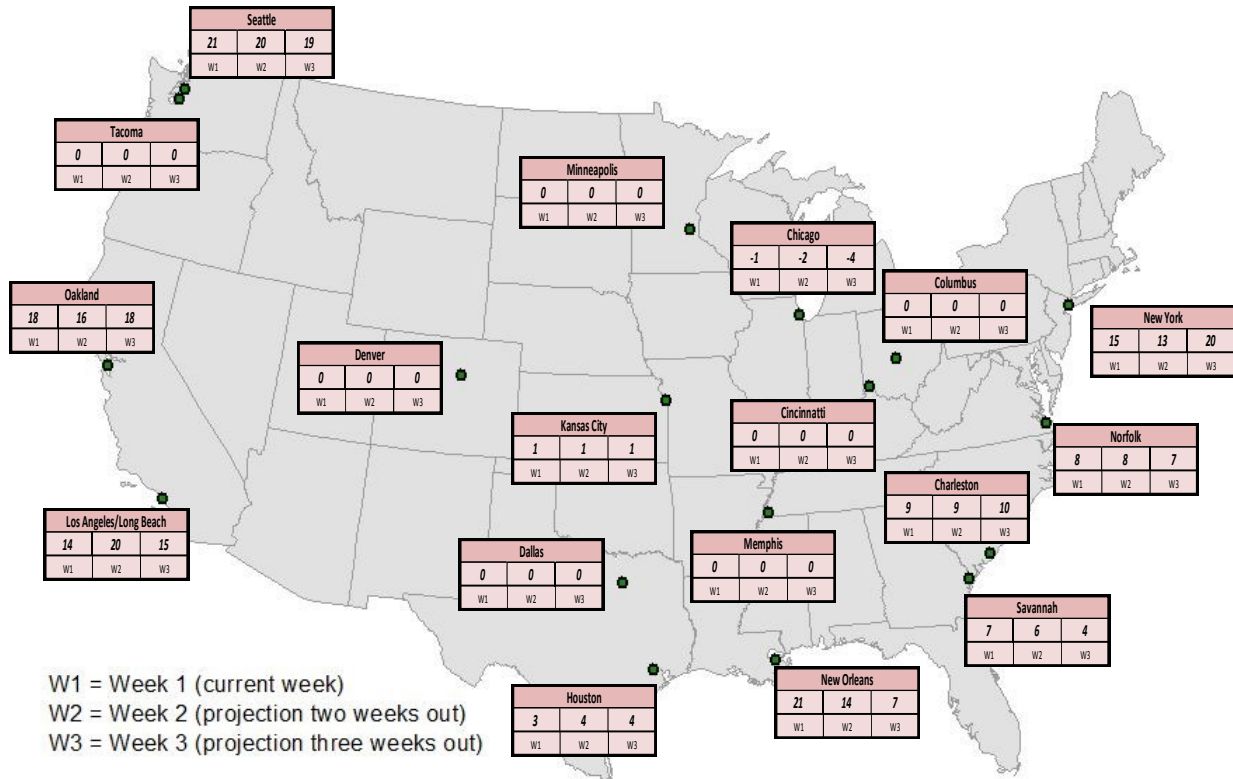 Seattle
21 20 19
W1 W2 W3
Tacoma
0 0 0
W1 W2 W3
Minneapolis
0 0 0
W1 W2 W3
Chicago
-1 -2 -4
W1 W2 W3
Columbus
0 0 0
W1 W2 W3
Oakland
18 16 18
W1 W2 W3
New York
15 13 20
W1 W2 W3
Denver
0 0 0
W1 W2 W3
Cincinnatti
0 0 0
W1 W2 W3
Kansas City
1 1 1
W1 W2 W3
Norfolk
8 8 7
W1 W2 W3
Charleston
9 9 10
W1 W2 W3
Los Angeles/Long Beach
14 20 15
W1 W2 W3
Memphis
0 0 0
W1 W2 W3
Dallas
0 0 0
W1 W2 W3
Savannah
7 6 4
W1 W2 W3
New Orleans
21 14 7
W1 W2 W3
Houston
3 4 4
W1 W2 W3
W1 = Week 1 (current week)
W2 = Week 2 (projection two weeks out)
W3 = Week 3 (projection three weeks out)